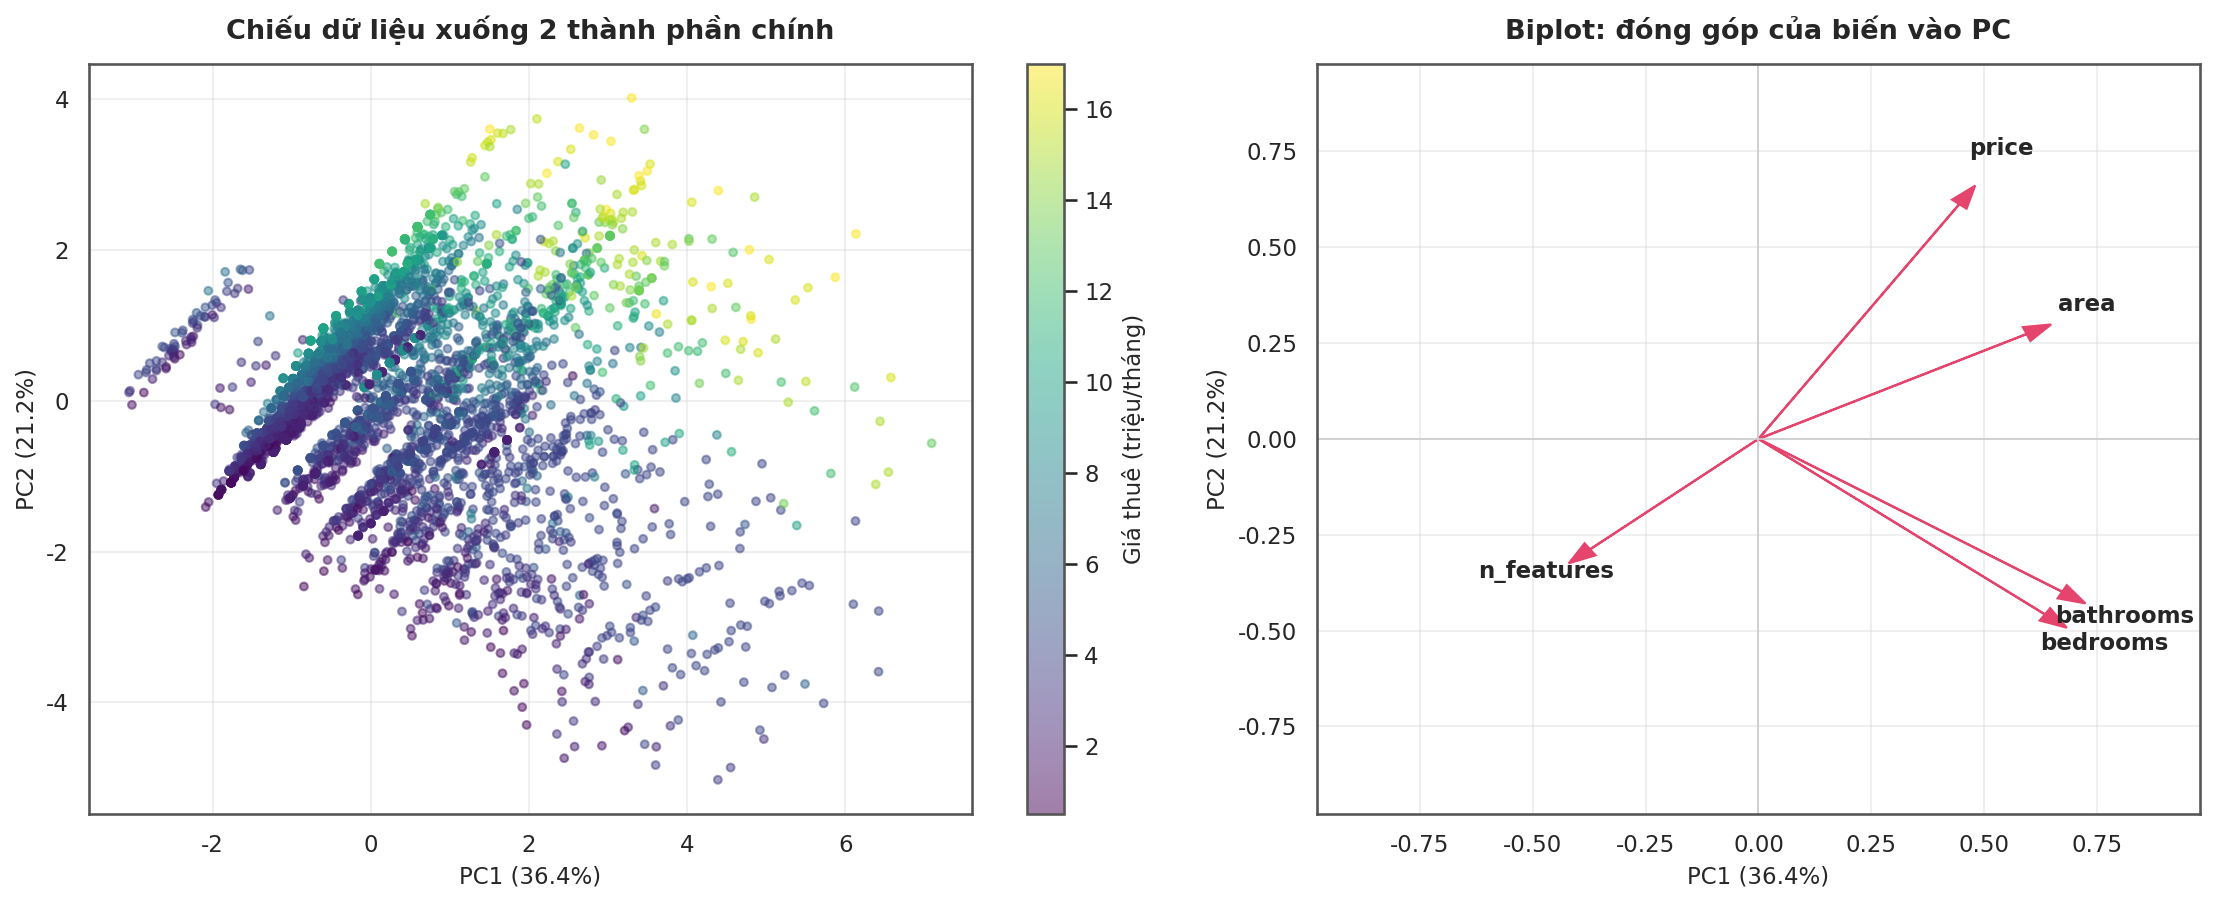 Chiếu dữ liệu xuống 2 thành phần chính
4
2
0
-2
-4
PC2 (21.2%)
-2
0
2
4
6
PC1 (36.4%)
16
14
12
10
8
6
4
2
Giá thuê (triệu/tháng)
Biplot: đóng góp của biến vào PC
0.75
0.50
0.25
0.00
-0.25
-0.50
-0.75
PC2 (21.2%)
price
area
n_features
bathrooms
bedrooms
-0.75
-0.50
-0.25
0.00
0.25
0.50
0.75
PC1 (36.4%)